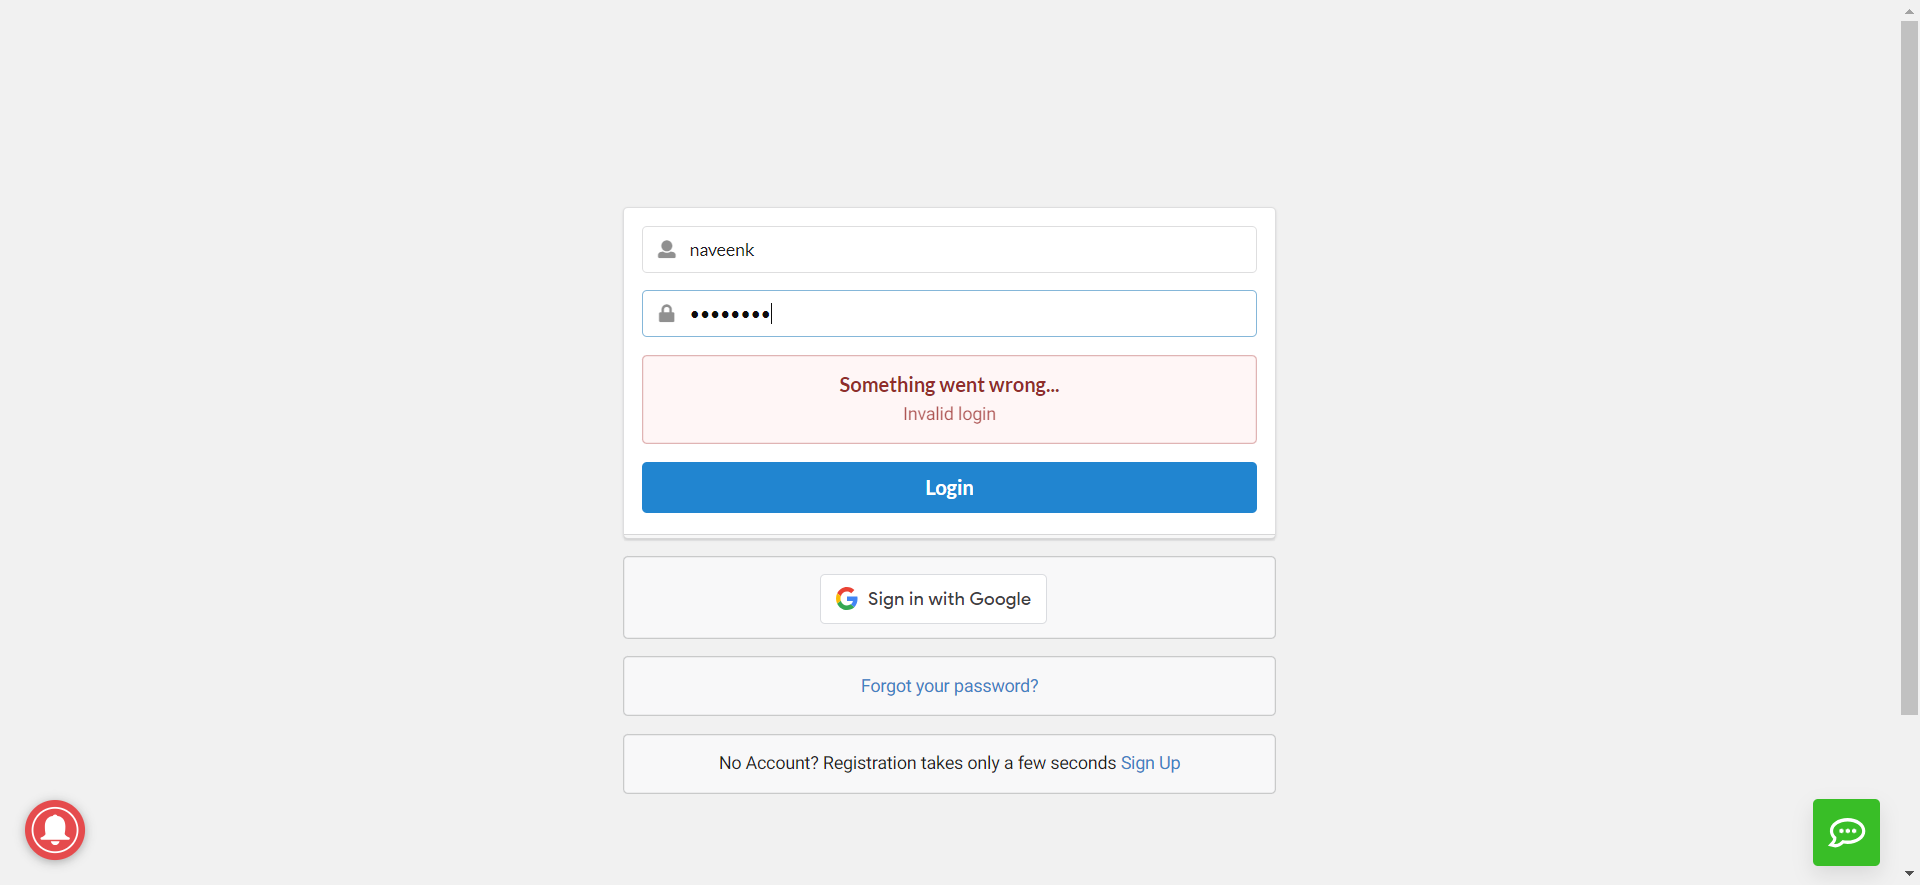 naveenk
••••••••
Something went wrong...
Invalid login
Login
Sign in with Google
Forgot your password?
No Account? Registration takes only a few seconds Sign Up